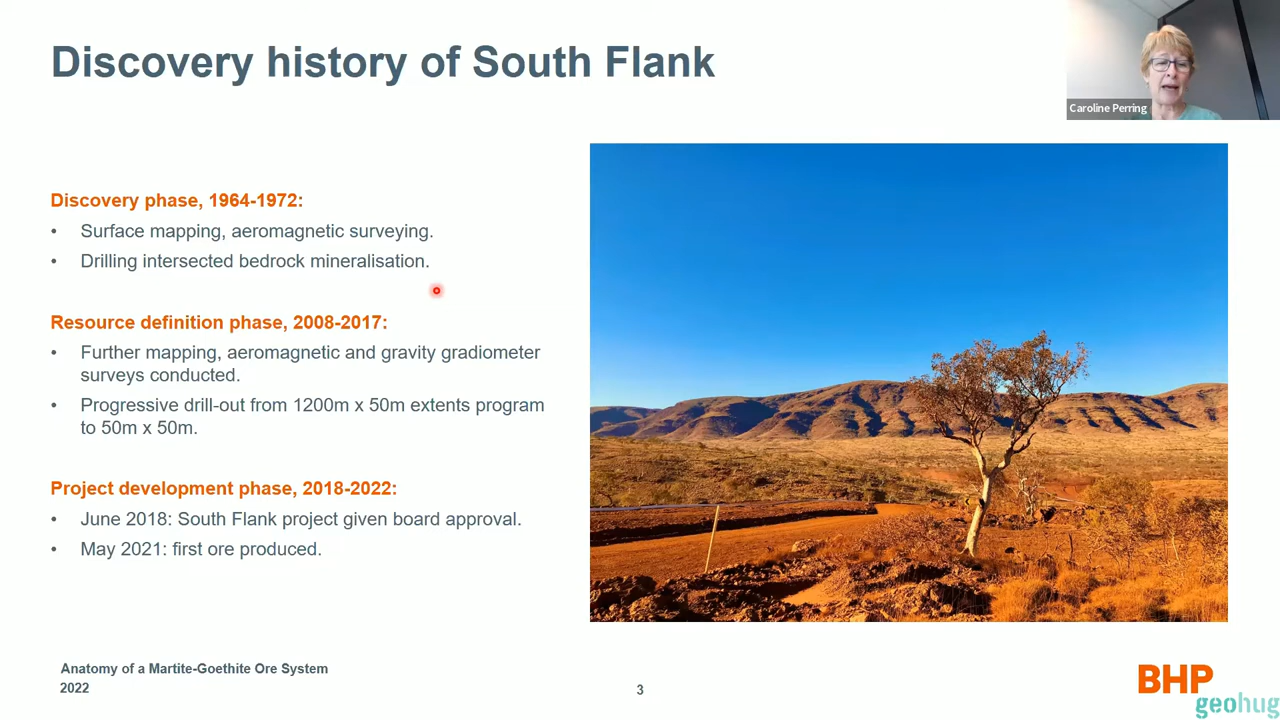 Discovery history of South Flank
Caroline Perring
Discovery phase, 1964-1972:
• Surface mapping, aeromagnetic surveying.
• Drilling intersected bedrock mineralisation.
Resource definition phase, 2008-2017:
• Further mapping, aeromagnetic and gravity gradiometer
surveys conducted.
• Progressive drill-out from 1200m x 50m extents program
to 50m x 50m.
Project development phase, 2018-2022:
• June 2018: South Flank project given board approval.
• May 2021: first ore produced.
Anatomy of a Martite-Goethite Ore System
2022
3
BHP
geohug